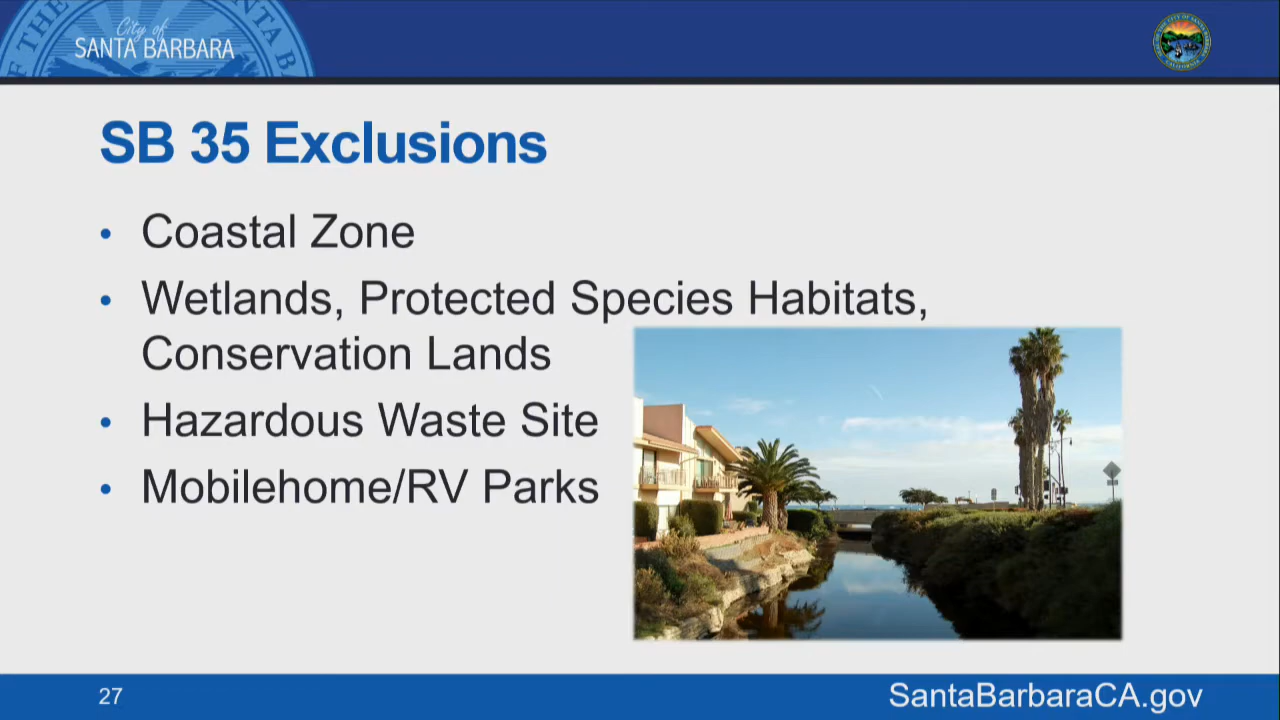 City of
SANTA BARBARA
SB 35 Exclusions
• Coastal Zone
• Wetlands, Protected Species Habitats,
Conservation Lands
• Hazardous Waste Site
• Mobilehome/RV Parks
27
SantaBarbaraCA.gov